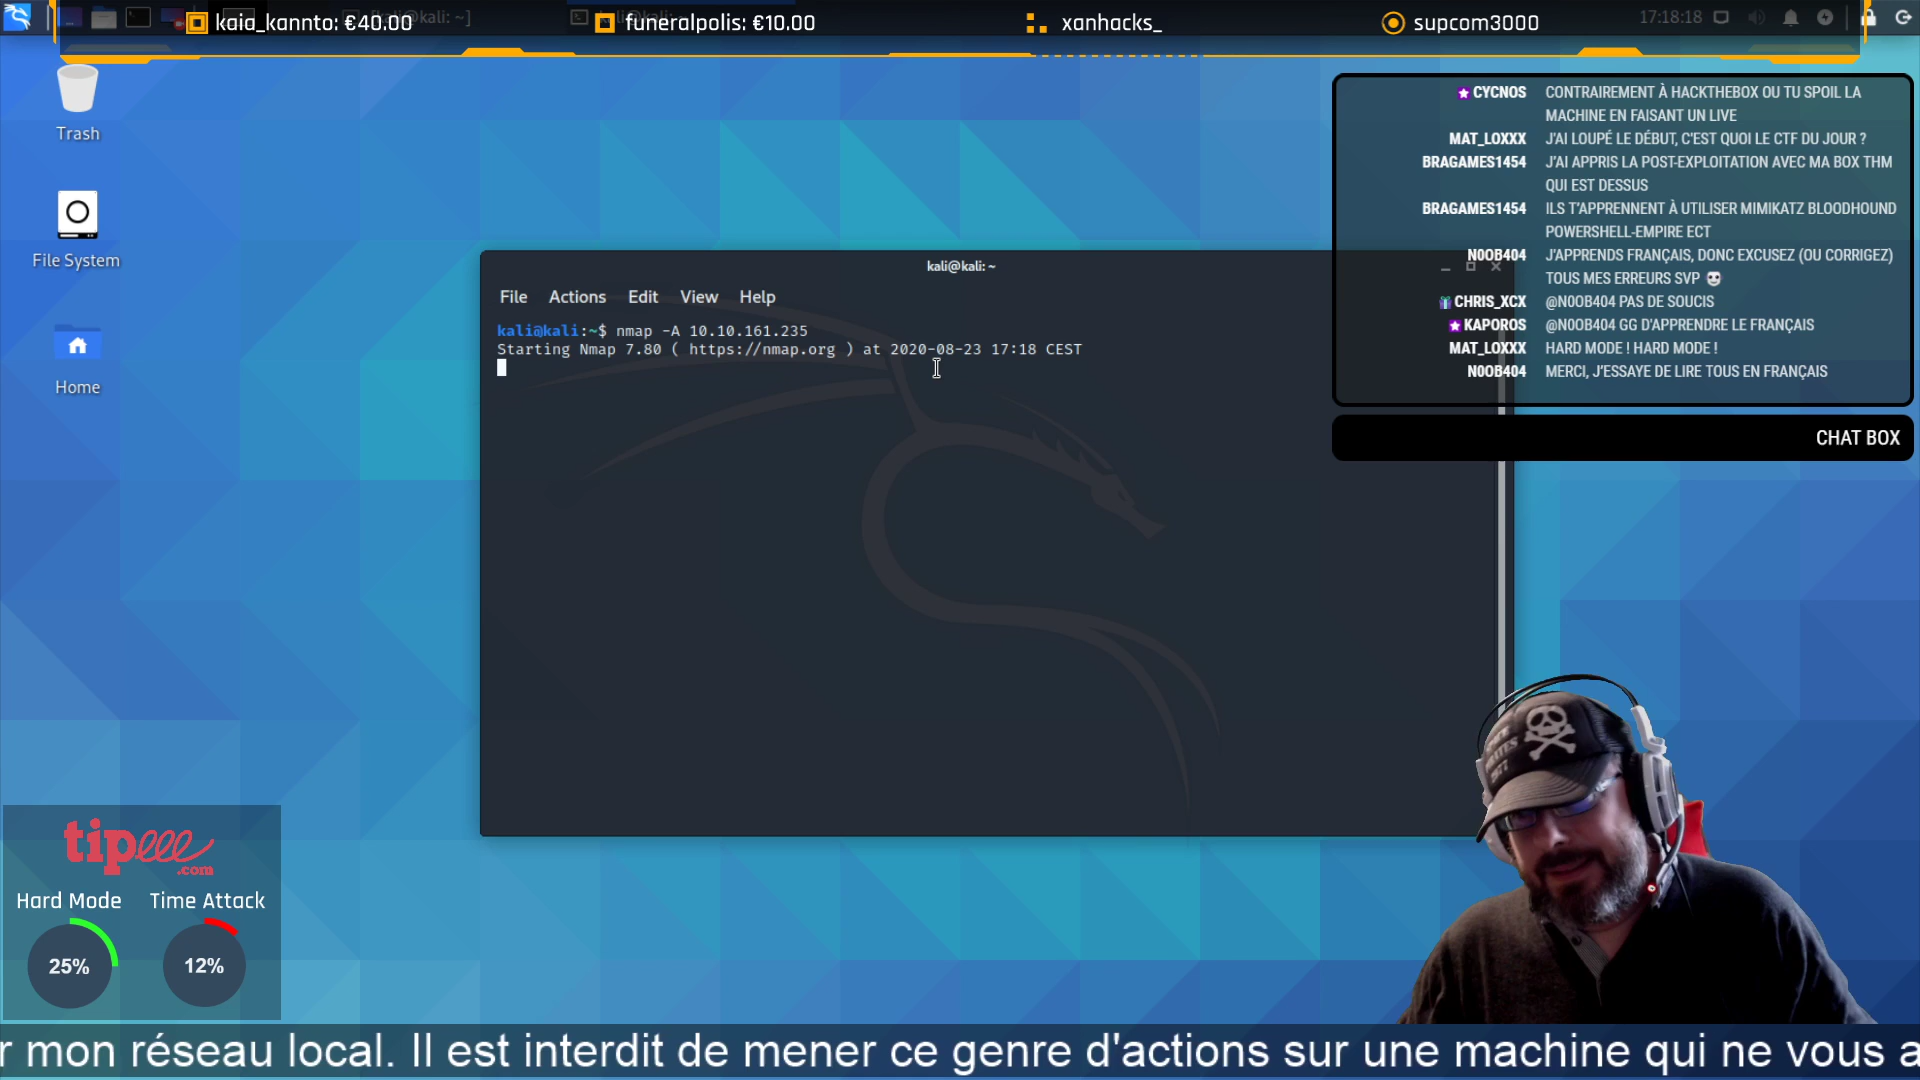 kaia_kannto: €40.00
funeralpolis: €10.00
xanhacks_
supcom3000
17:18:18
Trash
File System
Home
kali@kali: ~
File Actions Edit View Help
kali@kali:~$ nmap -A 10.10.161.235
Starting Nmap 7.80 ( https://nmap.org ) at 2020-08-23 17:18 CEST
CYCNOS CONTRAIREMENT À HACKTHEBOX OU TU SPOIL LA
MACHINE EN FAISANT UN LIVE
MAT_LOXXX J'AI LOUPÉ LE DÉBUT, C'EST QUOI LE CTF DU JOUR ?
BRAGAMES1454 J'AI APPRIS LA POST-EXPLOITATION AVEC MA BOX THM
QUI EST DESSUS
BRAGAMES1454 ILS T'APPRENNENT À UTILISER MIMIKATZ BLOODHOUND
POWERSHELL-EMPIRE ECT
N00B404 J'APPRENDS FRANÇAIS, DONC EXCUSEZ (OU CORRIGEZ)
TOUS MES ERREURS SVP
CHRIS_XCX @N00B404 PAS DE SOUCIS
KAPOROS @N00B404 GG D'APPRENDRE LE FRANÇAIS
MAT_LOXXX HARD MODE ! HARD MODE !
N00B404 MERCI, J'ESSAYE DE LIRE TOUS EN FRANÇAIS
CHAT BOX
tipeee
.com
Hard Mode Time Attack
25% 12%
r mon réseau local. Il est interdit de mener ce genre d'actions sur une machine qui ne vous a